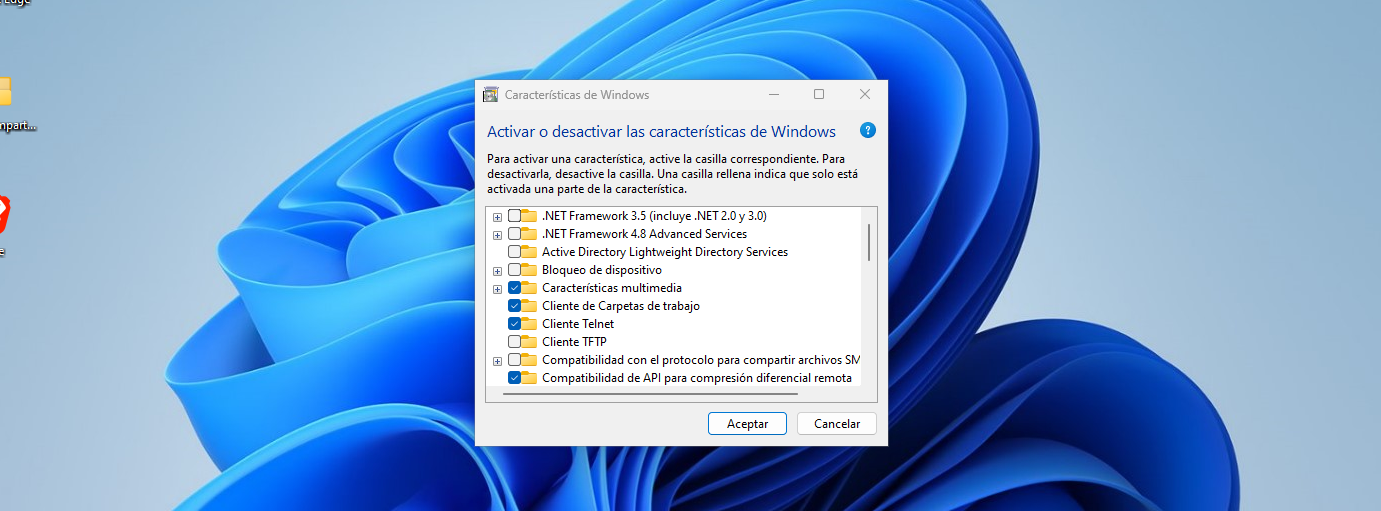 Edge
Características de Windows
Activar o desactivar las características de Windows
?
Para activar una característica, active la casilla correspondiente. Para
desactivarla, desactive la casilla. Una casilla rellena indica que solo está
activada una parte de la característica.
.NET Framework 3.5 (incluye .NET 2.0 y 3.0)
.NET Framework 4.8 Advanced Services
Active Directory Lightweight Directory Services
Bloqueo de dispositivo
Características multimedia
Cliente de Carpetas de trabajo
Cliente Telnet
Cliente TFTP
Compatibilidad con el protocolo para compartir archivos SM
Compatibilidad de API para compresión diferencial remota
Aceptar Cancelar
mpart...
e